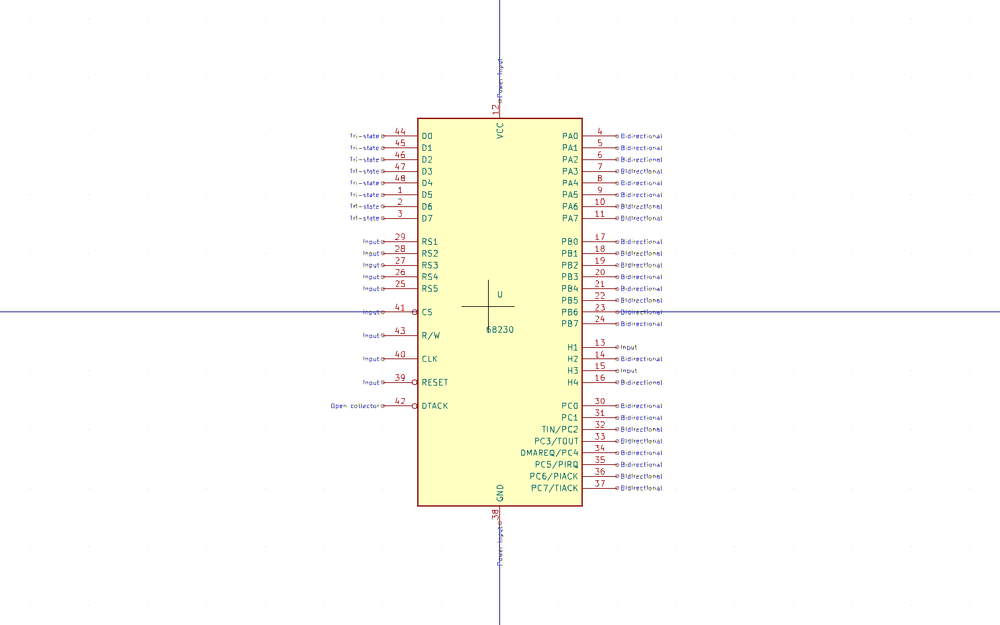 Power Input
12
VCC
Tri-state 44 D0 PA0 4 Bidirectional
Tri-state 45 D1 PA1 5 Bidirectional
Tri-state 46 D2 PA2 6 Bidirectional
Tri-state 47 D3 PA3 7 Bidirectional
Tri-state 48 D4 PA4 8 Bidirectional
Tri-state 1 D5 PA5 9 Bidirectional
Tri-state 2 D6 PA6 10 Bidirectional
Tri-state 3 D7 PA7 11 Bidirectional
Input 29 RS1 PB0 17 Bidirectional
Input 28 RS2 PB1 18 Bidirectional
Input 27 RS3 PB2 19 Bidirectional
Input 26 RS4 PB3 20 Bidirectional
Input 25 RS5 PB4 21 Bidirectional
U PB5 22 Bidirectional
Input 41 CS PB6 23 Bidirectional
68230 PB7 24 Bidirectional
Input 43 R/W
H1 13 Input
Input 40 CLK H2 14 Bidirectional
H3 15 Input
Input 39 RESET H4 16 Bidirectional
Open collector 42 DTACK PC0 30 Bidirectional
PC1 31 Bidirectional
TIN/PC2 32 Bidirectional
PC3/TOUT 33 Bidirectional
DMAREQ/PC4 34 Bidirectional
PC5/PIRQ 35 Bidirectional
PC6/PIACK 36 Bidirectional
PC7/TIACK 37 Bidirectional
GND
38
Power Input